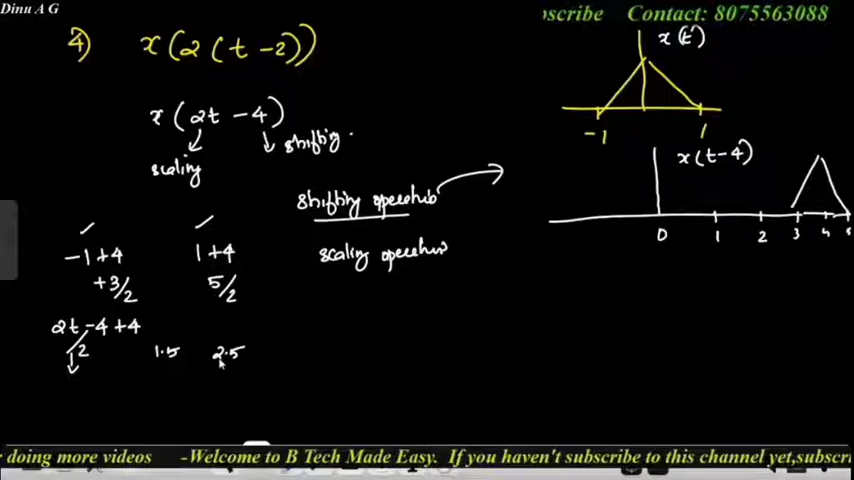 Dinu A G
scribe Contact: 8075563088
4) x(2(t-2))
x(t)
x(2t-4)
shifting
scaling
-1 1
x(t-4)
shifting
scaling
0 1 2 3 4 5
-1+4 1+4
+3/2 5/2
2t-4+4
2 1.5 2.5
doing more videos -Welcome to B Tech Made Easy. If you haven't subscribe to this channel yet,subscr